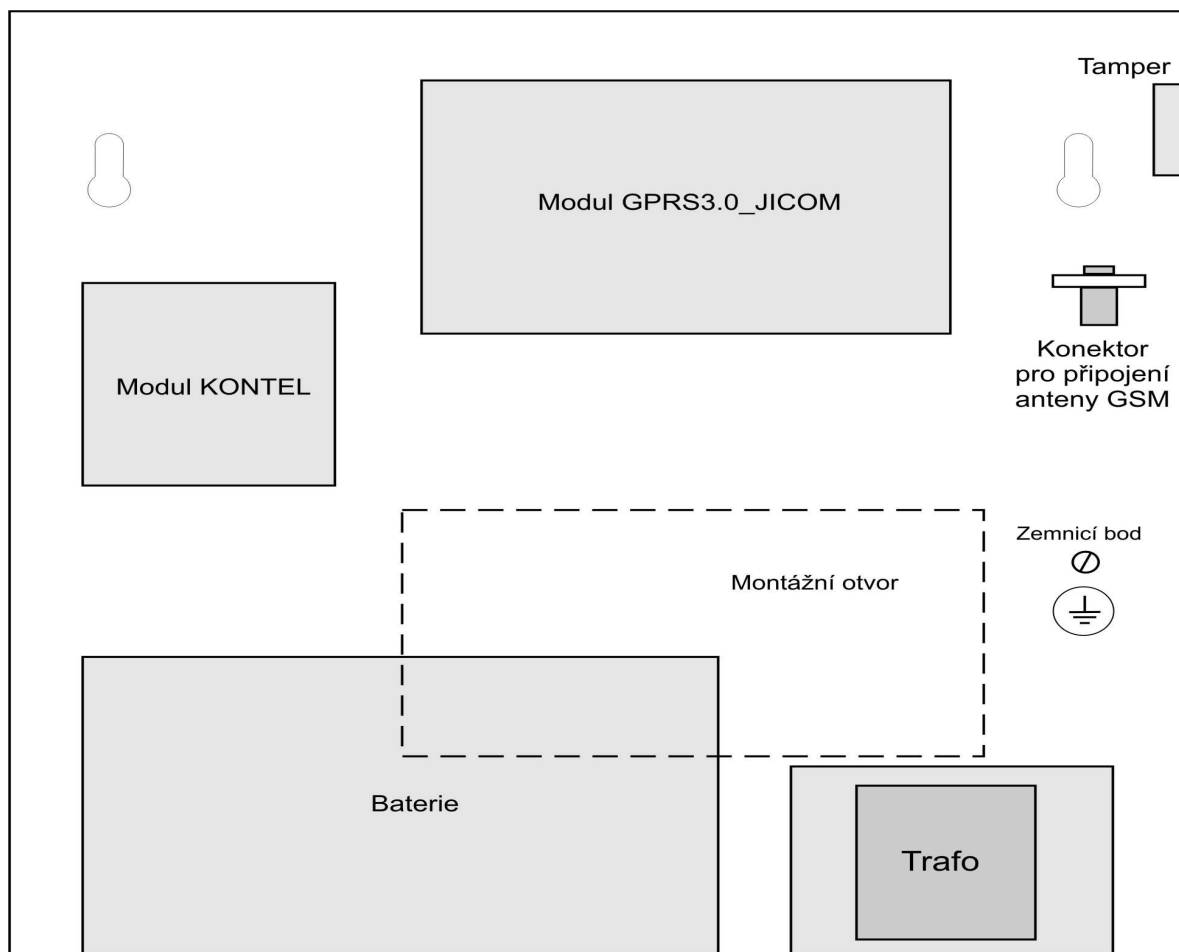 Tamper
Modul GPRS3.0_JICOM
Modul KONTEL
Konektor
pro připojení
anteny GSM
Zemnicí bod
Montážní otvor
Baterie
Trafo